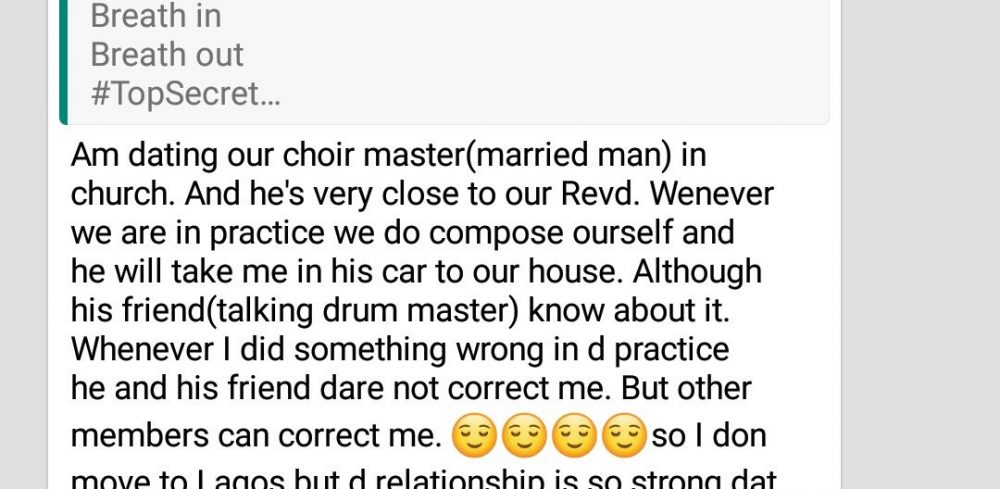 Breath in
Breath out
#TopSecret...
Am dating our choir master(married man) in
church. And he's very close to our Revd. Wenever
we are in practice we do compose ourself and
he will take me in his car to our house. Although
his friend(talking drum master) know about it.
Whenever I did something wrong in d practice
he and his friend dare not correct me. But other
members can correct me. 😌😌😌😌so I don
move to Lagos but d relationship is so strong dat